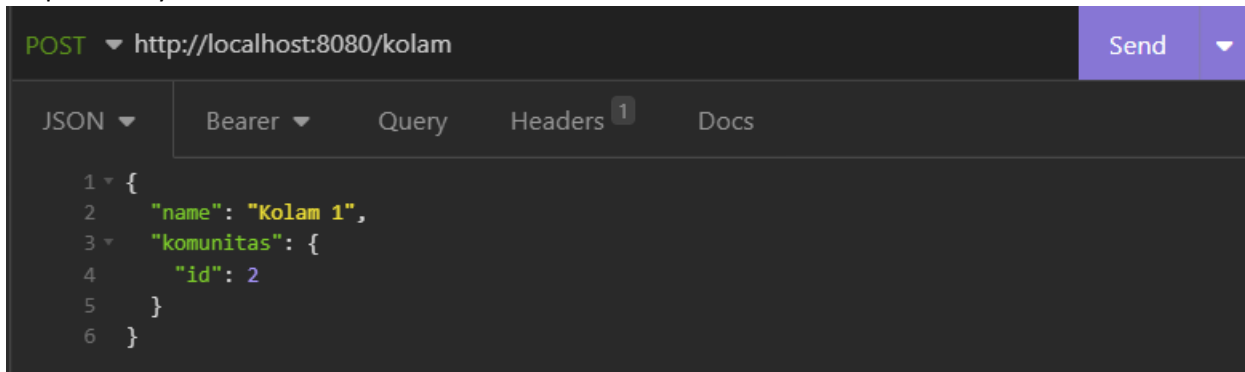 POST http://localhost:8080/kolam Send
JSON Bearer Query Headers 1 Docs
1 {
2 "name": "Kolam 1",
3 "komunitas": {
4 "id": 2
5 }
6 }